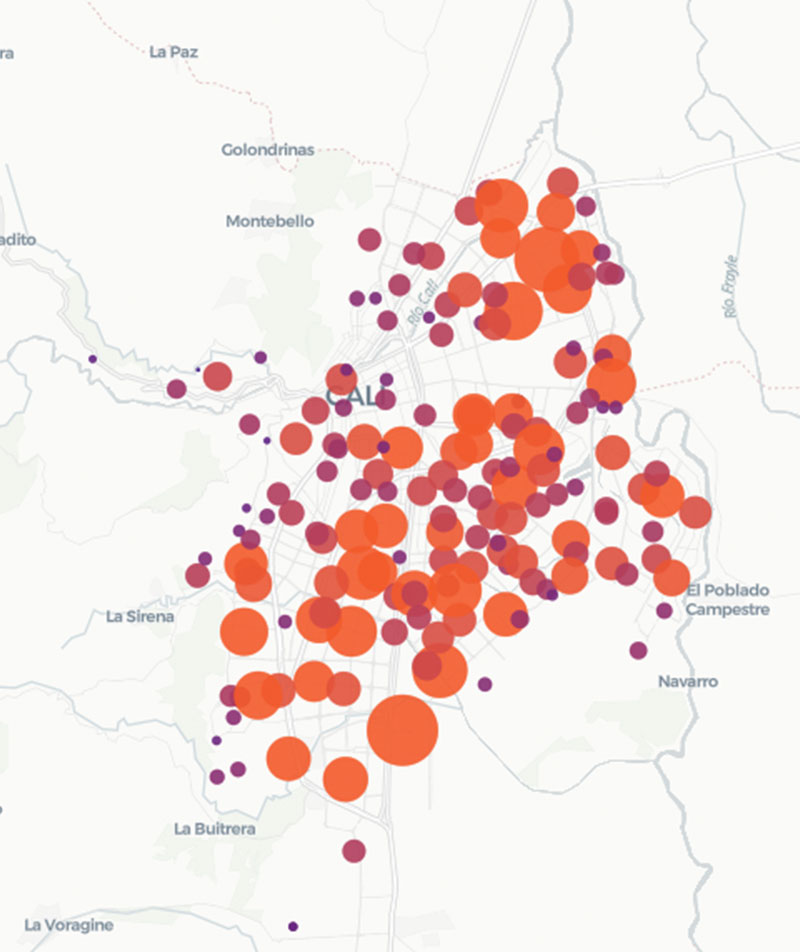 ra
La Paz
Golondrinas
Montebello
adito
Río Cali
Río Frayle
CALI
La Sirena
El Poblado
Campestre
Navarro
La Buitrera
La Voragine